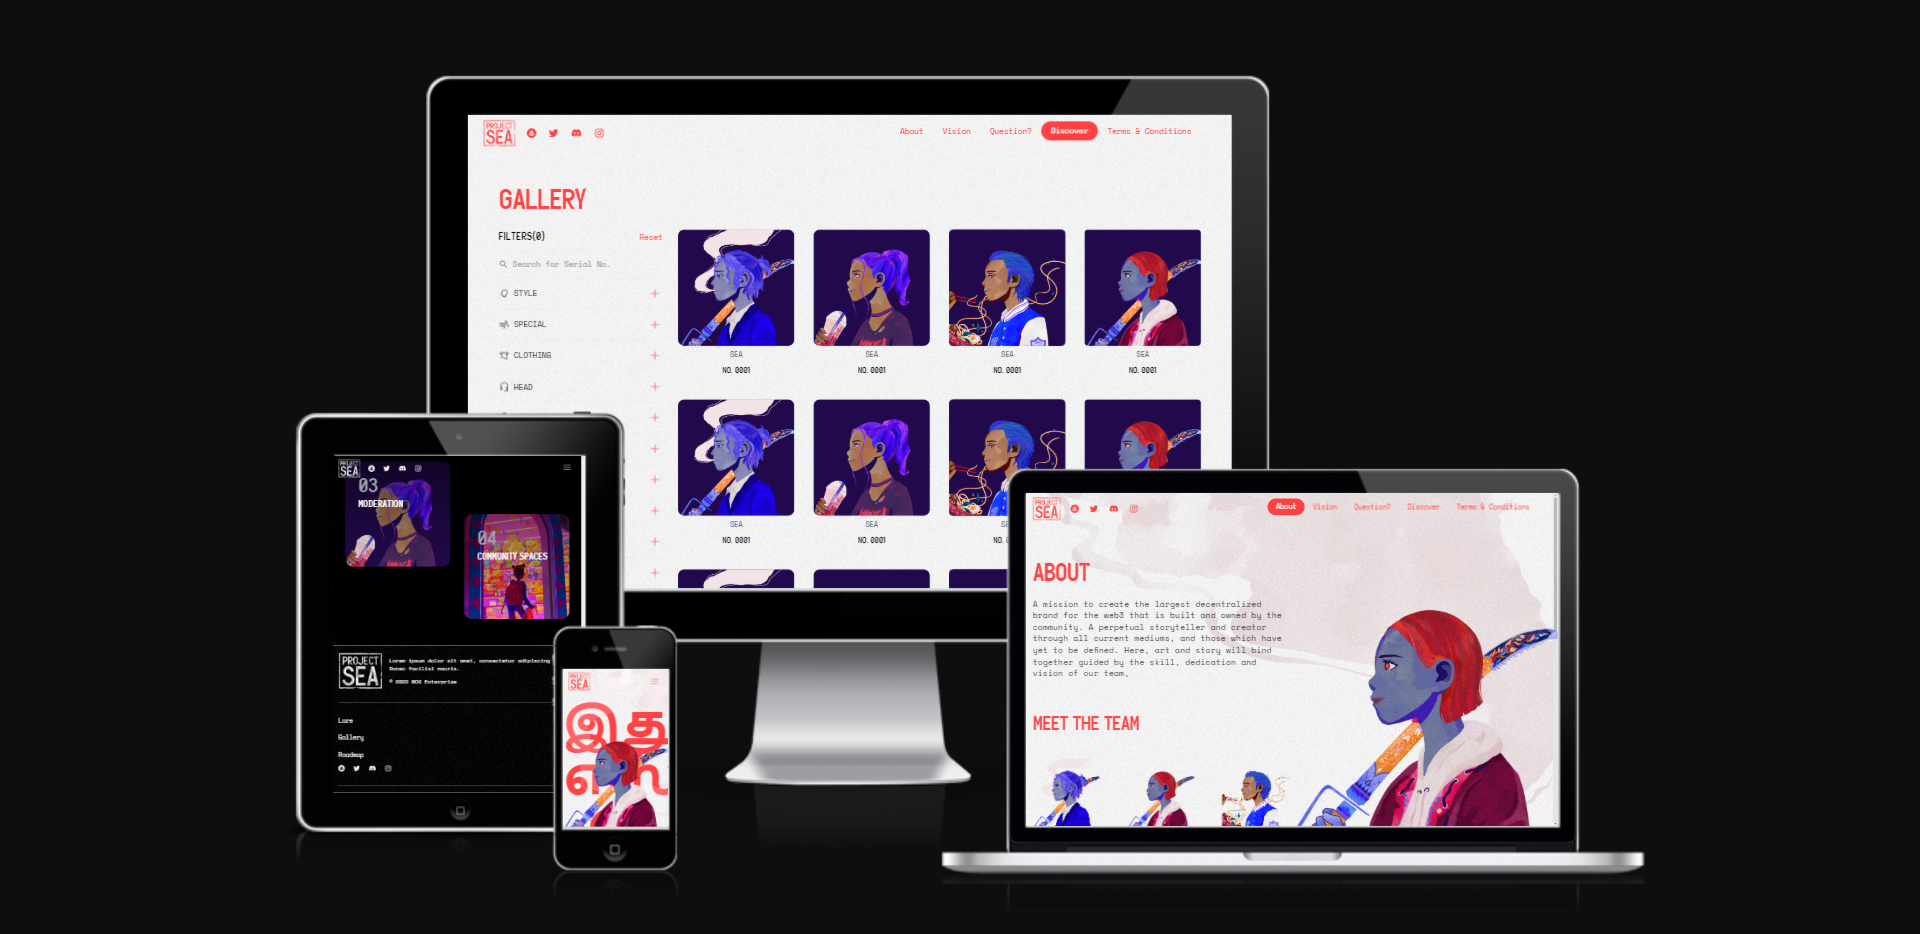 PROJECT
SEA
About Vision Question? Discover Terms & Conditions
GALLERY
FILTERS(0) Reset
Search for Serial No.
STYLE
SPECIAL
CLOTHING
HEAD
SEA SEA SEA SEA
NO. 0001 NO. 0001 NO. 0001 NO. 0001
SEA SEA SE
NO. 0001 NO. 0001 NO.
PROJECT
SEA
03
MODERATION
04
COMMUNITY SPACES
PROJECT
SEA
Lorem ipsum dolor sit amet, consectetur adipiscing
Donec facilisi mauris.
Lore
Gallery
Roadmap
PROJECT
SEA
இத
PROJECT
SEA
About Vision Question? Discover Terms & Conditions
ABOUT
A mission to create the largest decentralized
brand for the web3 that is built and owned by the
community. A perpetual storyteller and creator
through all current mediums, and those which have
yet to be defined. Here, art and story will bind
together guided by the skill, dedication and
vision of our team.
MEET THE TEAM